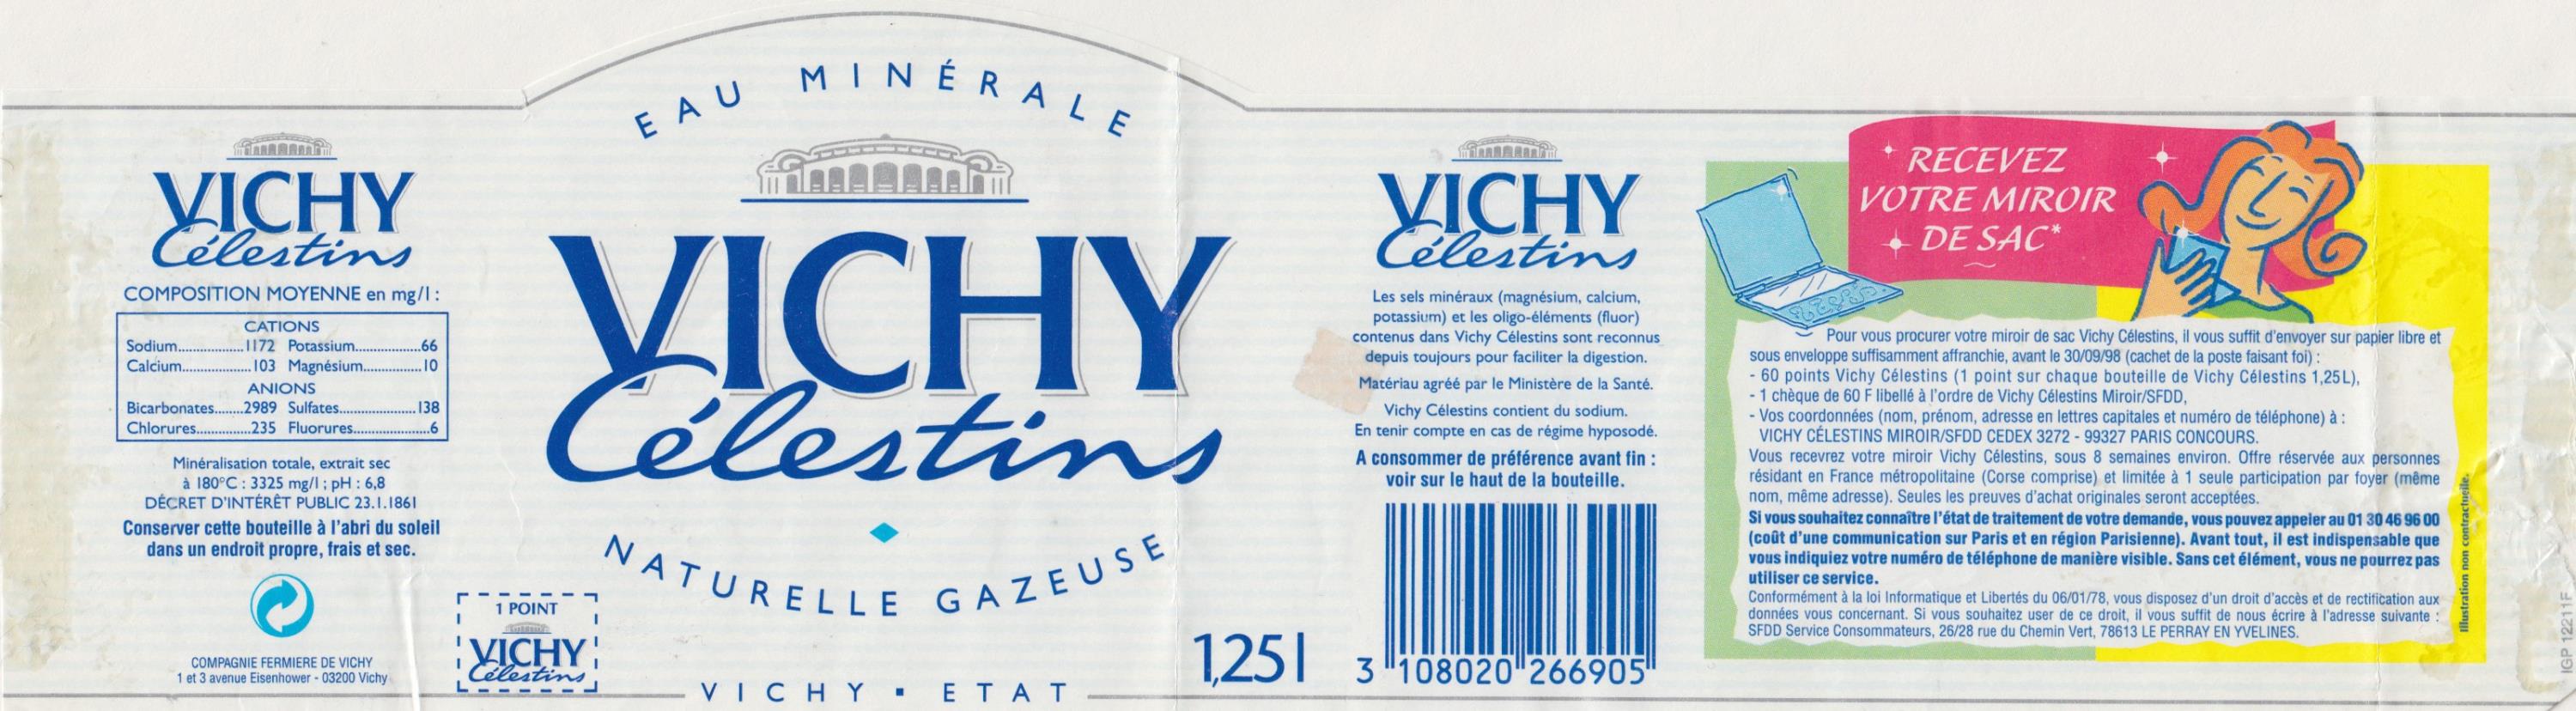 VICHY
Célestins
COMPOSITION MOYENNE en mg/l :
CATIONS
Sodium..................1172 Potassium..................66
Calcium...................103 Magnésium................10
ANIONS
Bicarbonates........2989 Sulfates.....................138
Chlorures...............235 Fluorures.....................6
Minéralisation totale, extrait sec
à 180°C : 3325 mg/l ; pH : 6,8
DÉCRET D'INTÉRÊT PUBLIC 23.1.1861
Conserver cette bouteille à l'abri du soleil
dans un endroit propre, frais et sec.
COMPAGNIE FERMIERE DE VICHY
1 et 3 avenue Eisenhower - 03200 Vichy
1 POINT
VICHY
Célestins
EAU MINÉRALE
VICHY
Célestins
NATURELLE GAZEUSE
VICHY ▪ ETAT
1,25 l
VICHY
Célestins
Les sels minéraux (magnésium, calcium,
potassium) et les oligo-éléments (fluor)
contenus dans Vichy Célestins sont reconnus
depuis toujours pour faciliter la digestion.
Matériau agréé par le Ministère de la Santé.
Vichy Célestins contient du sodium.
En tenir compte en cas de régime hyposodé.
A consommer de préférence avant fin :
voir sur le haut de la bouteille.
3 108020 266905
RECEVEZ
VOTRE MIROIR
DE SAC*
Pour vous procurer votre miroir de sac Vichy Célestins, il vous suffit d'envoyer sur papier libre et
sous enveloppe suffisamment affranchie, avant le 30/09/98 (cachet de la poste faisant foi) :
- 60 points Vichy Célestins (1 point sur chaque bouteille de Vichy Célestins 1,25L),
- 1 chèque de 60 F libellé à l'ordre de Vichy Célestins Miroir/SFDD,
- Vos coordonnées (nom, prénom, adresse en lettres capitales et numéro de téléphone) à :
VICHY CÉLESTINS MIROIR/SFDD CEDEX 3272 - 99327 PARIS CONCOURS.
Vous recevrez votre miroir Vichy Célestins, sous 8 semaines environ. Offre réservée aux personnes
résidant en France métropolitaine (Corse comprise) et limitée à 1 seule participation par foyer (même
nom, même adresse). Seules les preuves d'achat originales seront acceptées.
Si vous souhaitez connaître l'état de traitement de votre demande, vous pouvez appeler au 01 30 46 96 00
(coût d'une communication sur Paris et en région Parisienne). Avant tout, il est indispensable que
vous indiquiez votre numéro de téléphone de manière visible. Sans cet élément, vous ne pourrez pas
utiliser ce service.
Conformément à la loi Informatique et Libertés du 06/01/78, vous disposez d'un droit d'accès et de rectification aux
données vous concernant. Si vous souhaitez user de ce droit, il vous suffit de nous écrire à l'adresse suivante :
SFDD Service Consommateurs, 26/28 rue du Chemin Vert, 78613 LE PERRAY EN YVELINES.
Illustration non contractuelle.
IGP 12211 F